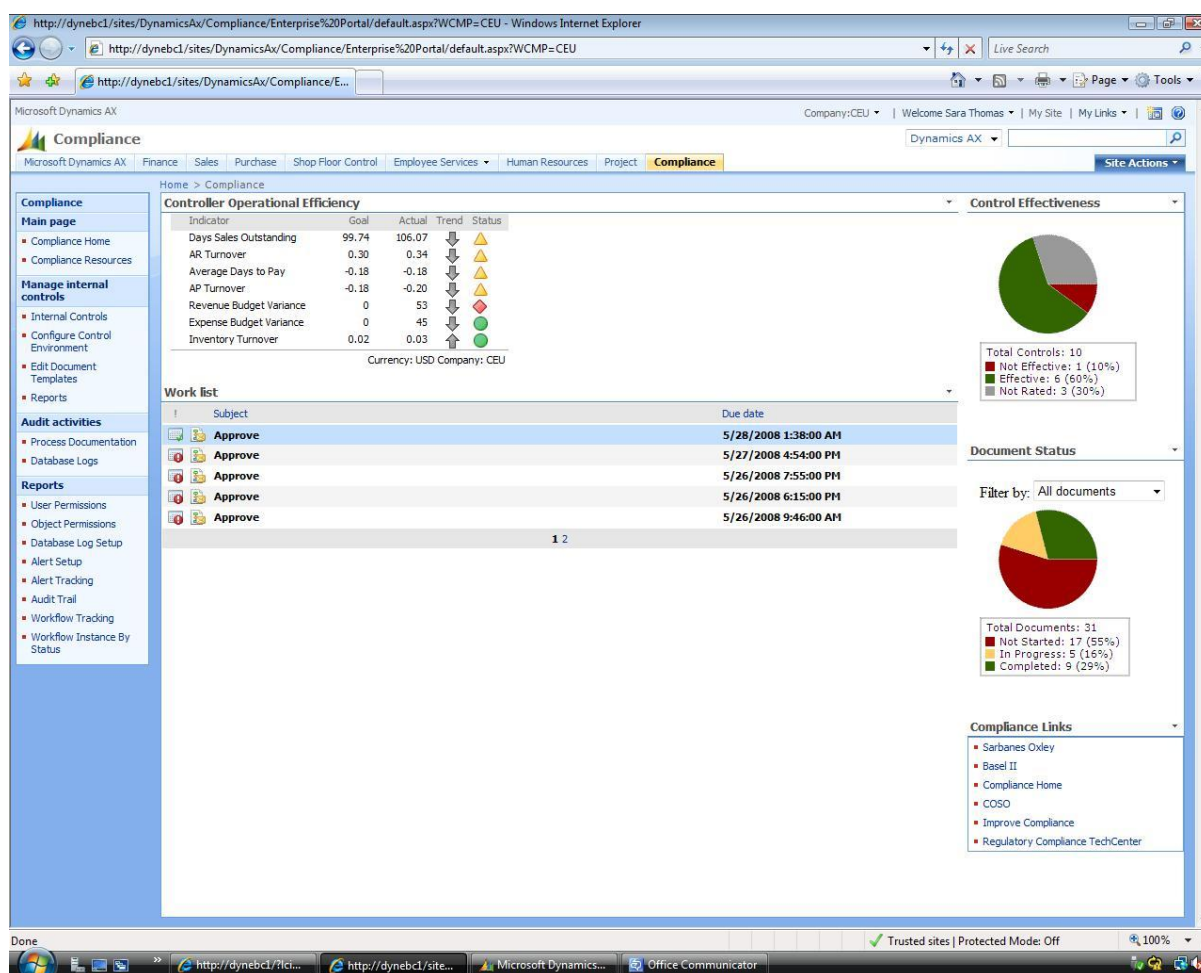 http://dynebc1/sites/DynamicsAx/Compliance/Enterprise%20Portal/default.aspx?WCMP=CEU - Windows Internet Explorer
http://dynebc1/sites/DynamicsAx/Compliance/Enterprise%20Portal/default.aspx?WCMP=CEU
Live Search
http://dynebc1/sites/DynamicsAx/Compliance/E...
Page Tools
Microsoft Dynamics AX
Company:CEU | Welcome Sara Thomas | My Site | My Links |
Compliance
Dynamics AX
Microsoft Dynamics AX Finance Sales Purchase Shop Floor Control Employee Services Human Resources Project Compliance
Site Actions
Home > Compliance
Compliance
Main page
Compliance Home
Compliance Resources
Manage internal
controls
Internal Controls
Configure Control
Environment
Edit Document
Templates
Reports
Audit activities
Process Documentation
Database Logs
Reports
User Permissions
Object Permissions
Database Log Setup
Alert Setup
Alert Tracking
Audit Trail
Workflow Tracking
Workflow Instance By
Status
Controller Operational Efficiency
Indicator Goal Actual Trend Status
Days Sales Outstanding 99.74 106.07
AR Turnover 0.30 0.34
Average Days to Pay -0.18 -0.18
AP Turnover -0.18 -0.20
Revenue Budget Variance 0 53
Expense Budget Variance 0 45
Inventory Turnover 0.02 0.03
Currency: USD Company: CEU
Work list
! Subject Due date
Approve 5/28/2008 1:38:00 AM
Approve 5/27/2008 4:54:00 PM
Approve 5/26/2008 7:55:00 PM
Approve 5/26/2008 6:15:00 PM
Approve 5/26/2008 9:46:00 AM
1 2
Control Effectiveness
Total Controls: 10
Not Effective: 1 (10%)
Effective: 6 (60%)
Not Rated: 3 (30%)
Document Status
Filter by: All documents
Total Documents: 31
Not Started: 17 (55%)
In Progress: 5 (16%)
Completed: 9 (29%)
Compliance Links
Sarbanes Oxley
Basel II
Compliance Home
COSO
Improve Compliance
Regulatory Compliance TechCenter
Done
Trusted sites | Protected Mode: Off
100%
http://dynebc1/?lci...
http://dynebc1/site...
Microsoft Dynamics...
Office Communicator